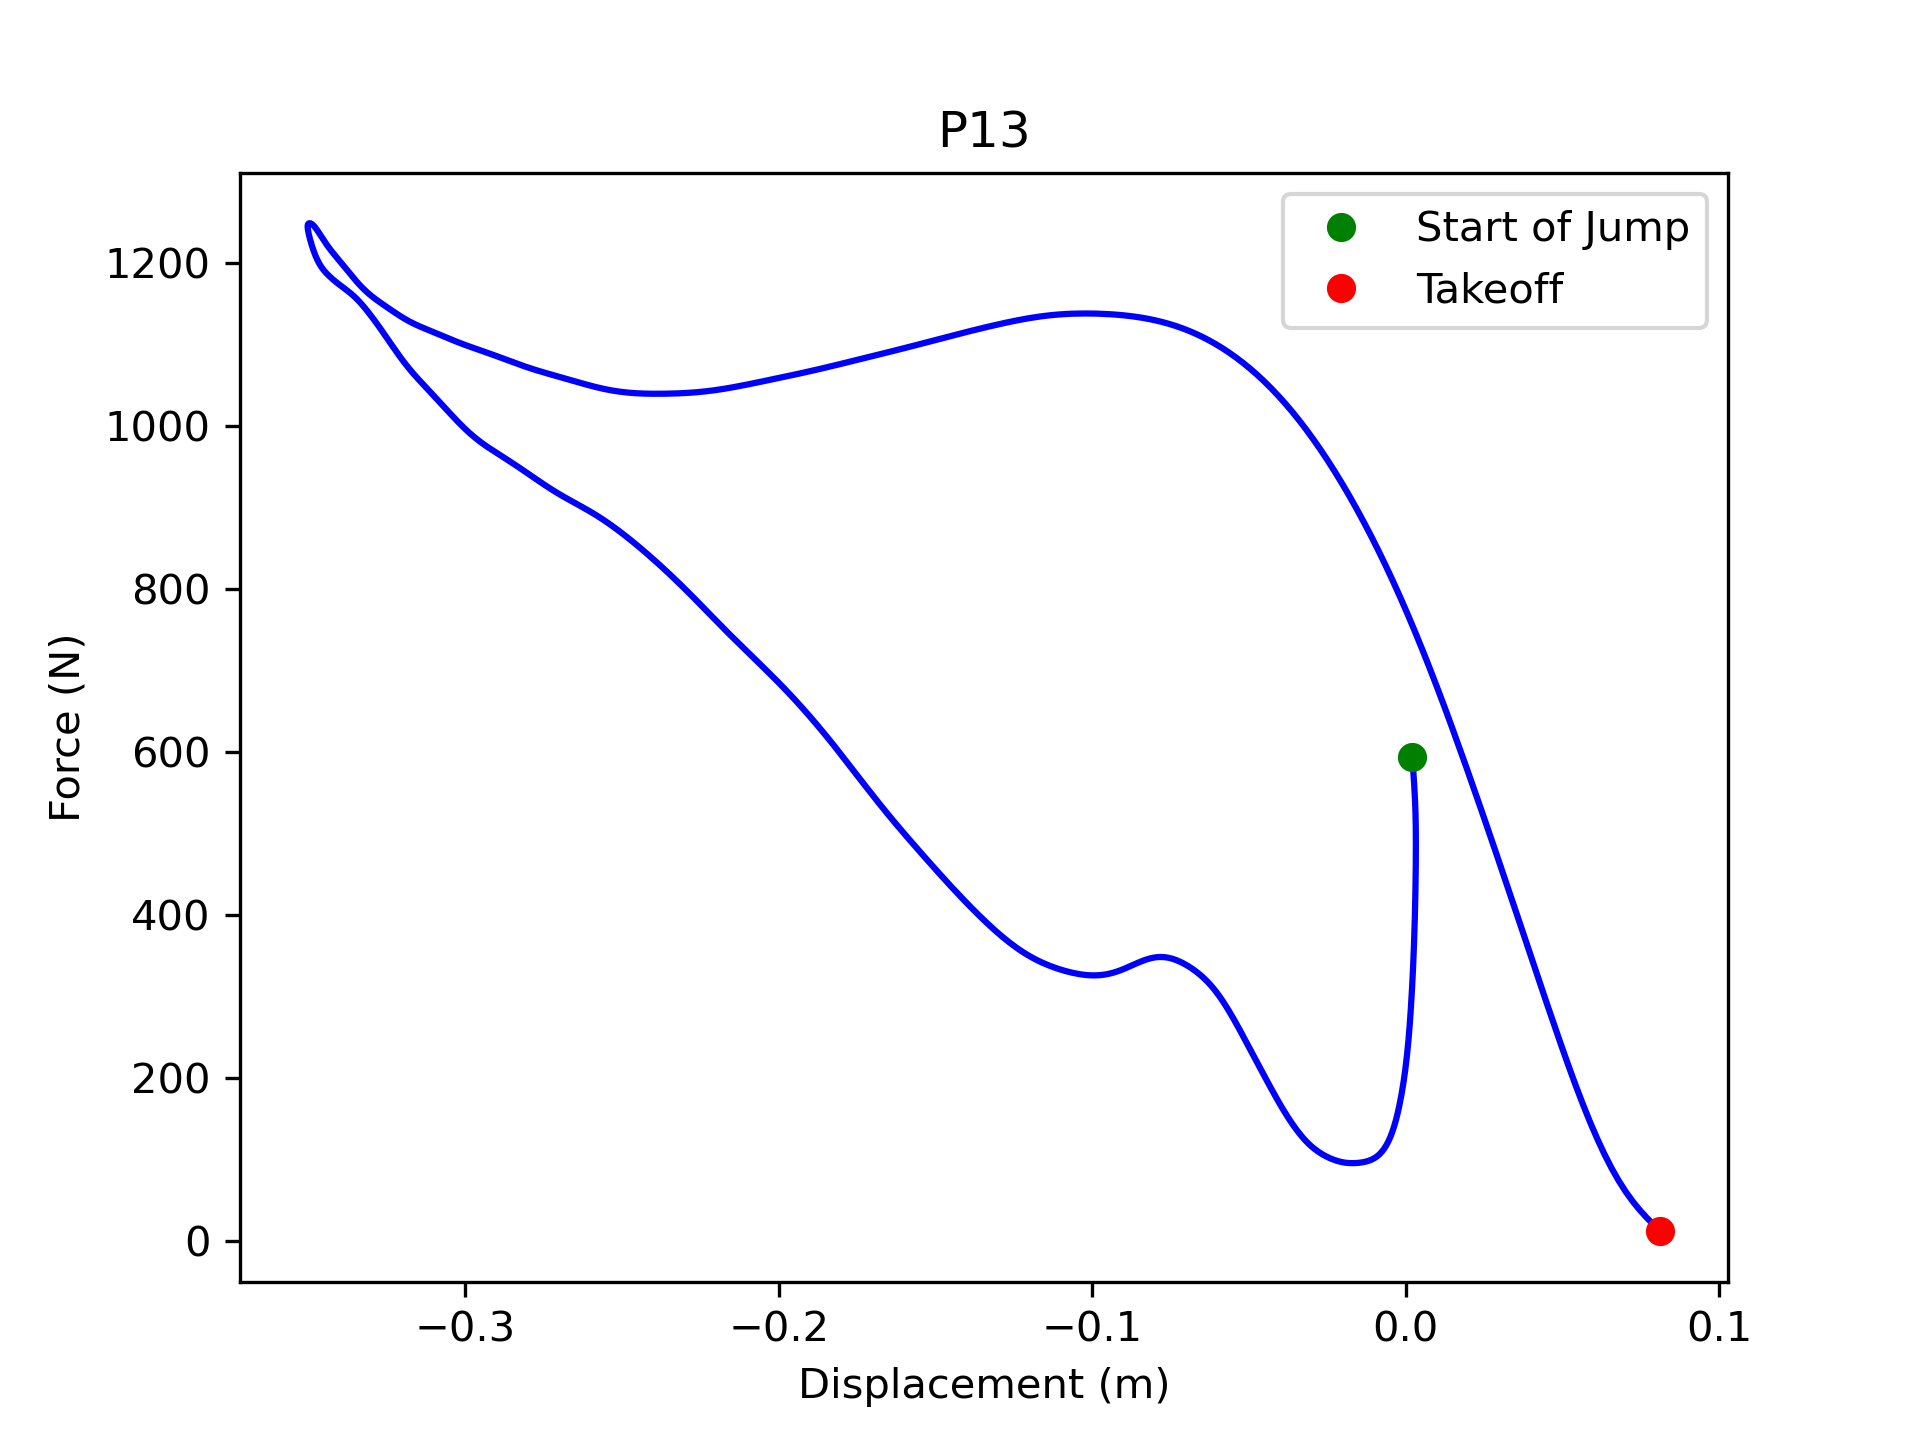 P13
Start of Jump
Takeoff
Force (N)
1200
1000
800
600
400
200
0
−0.3 −0.2 −0.1 0.0 0.1
Displacement (m)